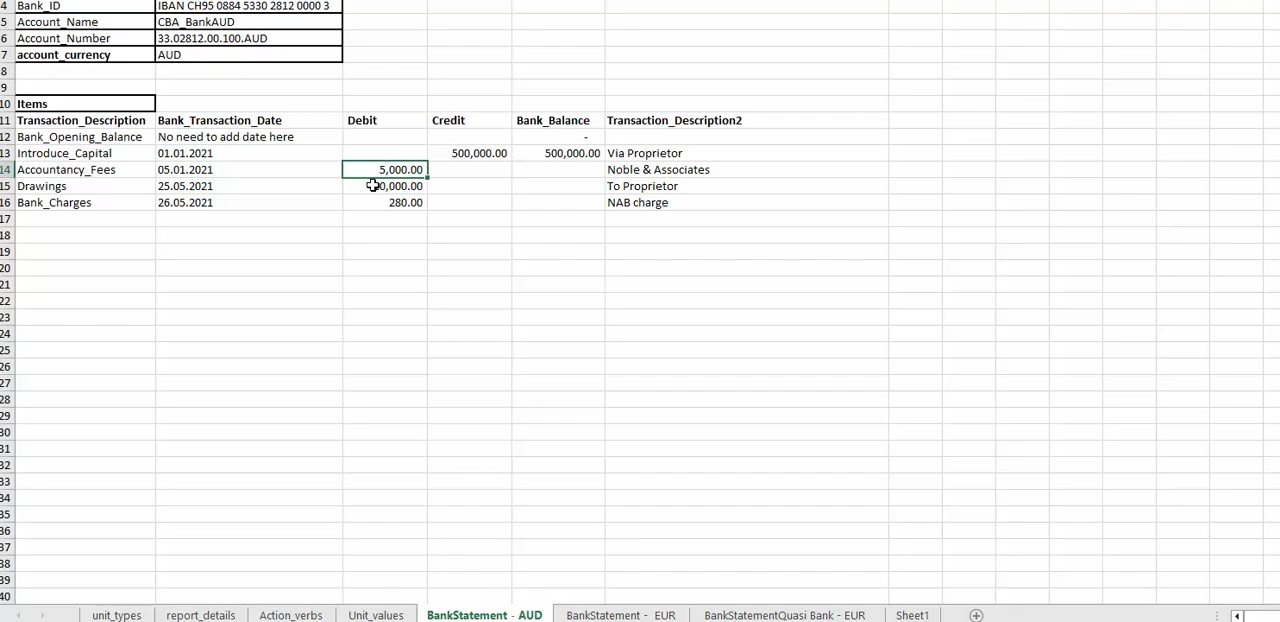 4 Bank_ID IBAN CH95 0884 5330 2812 0000 3
5 Account_Name CBA_BankAUD
6 Account_Number 33.02812.00.100.AUD
7 account_currency AUD
8
9
10 Items
11 Transaction_Description Bank_Transaction_Date Debit Credit Bank_Balance Transaction_Description2
12 Bank_Opening_Balance No need to add date here -
13 Introduce_Capital 01.01.2021 500,000.00 500,000.00 Via Proprietor
14 Accountancy_Fees 05.01.2021 5,000.00 Noble & Associates
15 Drawings 25.05.2021 0,000.00 To Proprietor
16 Bank_Charges 26.05.2021 280.00 NAB charge
17
18
19
20
21
22
23
24
25
26
27
28
29
30
31
32
33
34
35
36
37
38
39
40
unit_types report_details Action_verbs Unit_values BankStatement - AUD BankStatement - EUR BankStatementQuasi Bank - EUR Sheet1